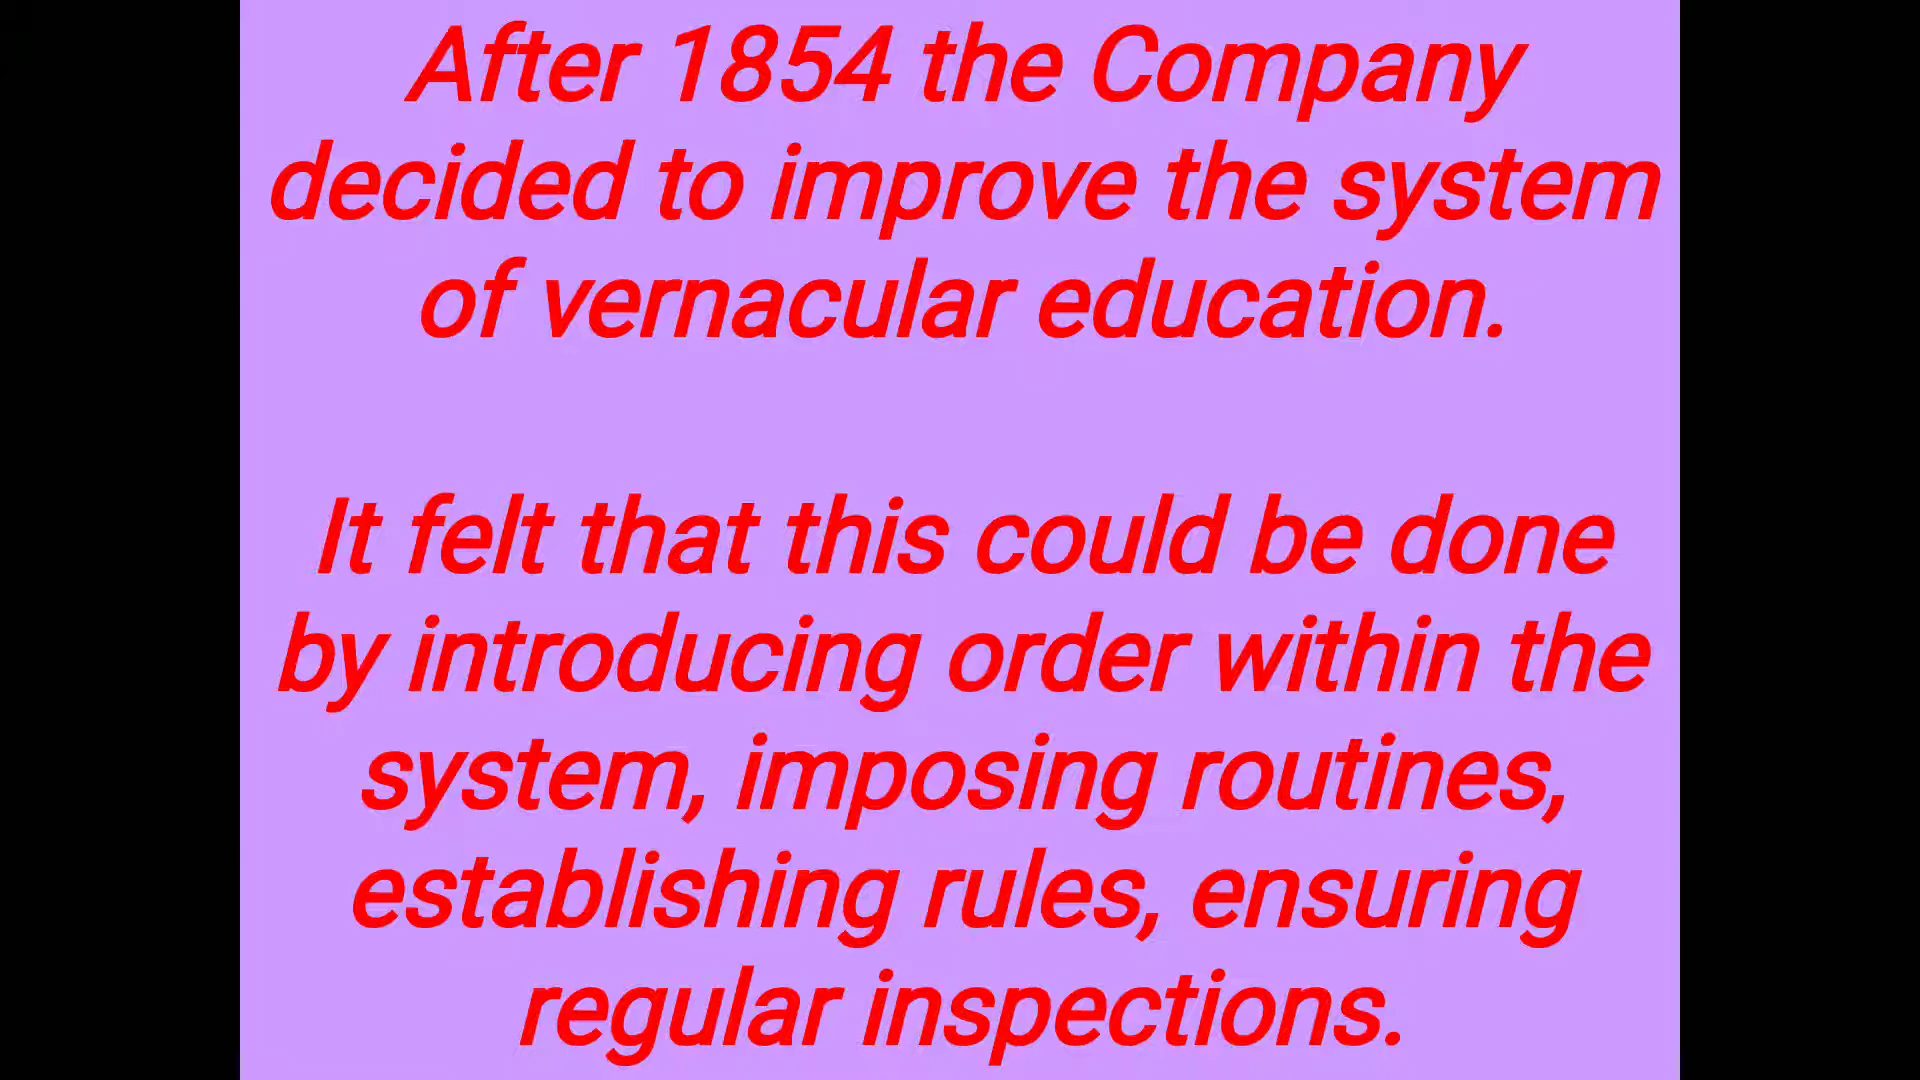 After 1854 the Company
decided to improve the system
of vernacular education.
It felt that this could be done
by introducing order within the
system, imposing routines,
establishing rules, ensuring
regular inspections.